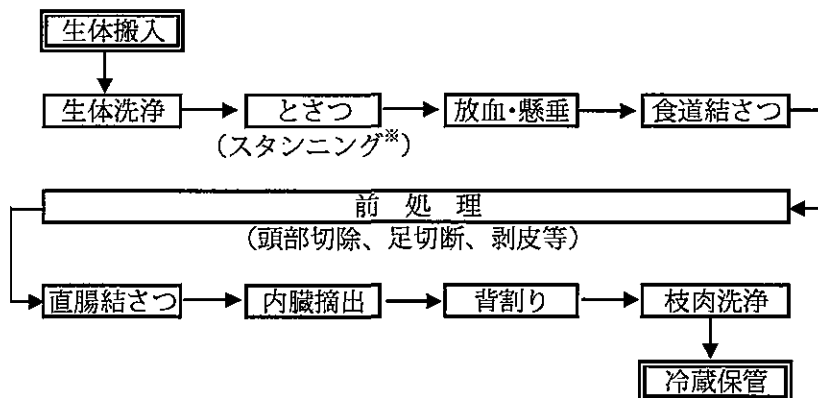 生体搬入
生体洗浄 とさつ 放血・懸垂 食道結さつ
(スタンニング※)
前処理
(頭部切除、足切断、剥皮等)
直腸結さつ 内臓摘出 背割り 枝肉洗浄
冷蔵保管